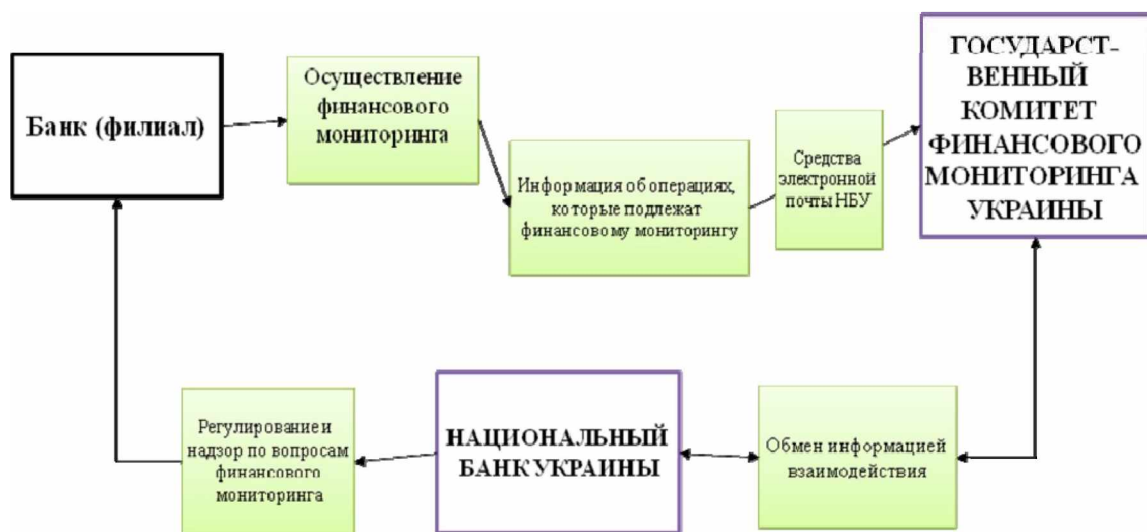 Банк (филиал)
Осуществление
финансового
мониторинга
Информация об операциях,
которые подлежат
финансовому мониторингу
Средства
электронной
почты НБУ
ГОСУДАРСТ-
ВЕННЫЙ
КОМИТЕТ
ФИНАНСОВОГО
МОНИТОРИНГА
УКРАИНЫ
Регулирование и
надзор по вопросам
финансового
мониторинга
НАЦИОНАЛЬНЫЙ
БАНК УКРАИНЫ
Обмен информацией
взаимодействия